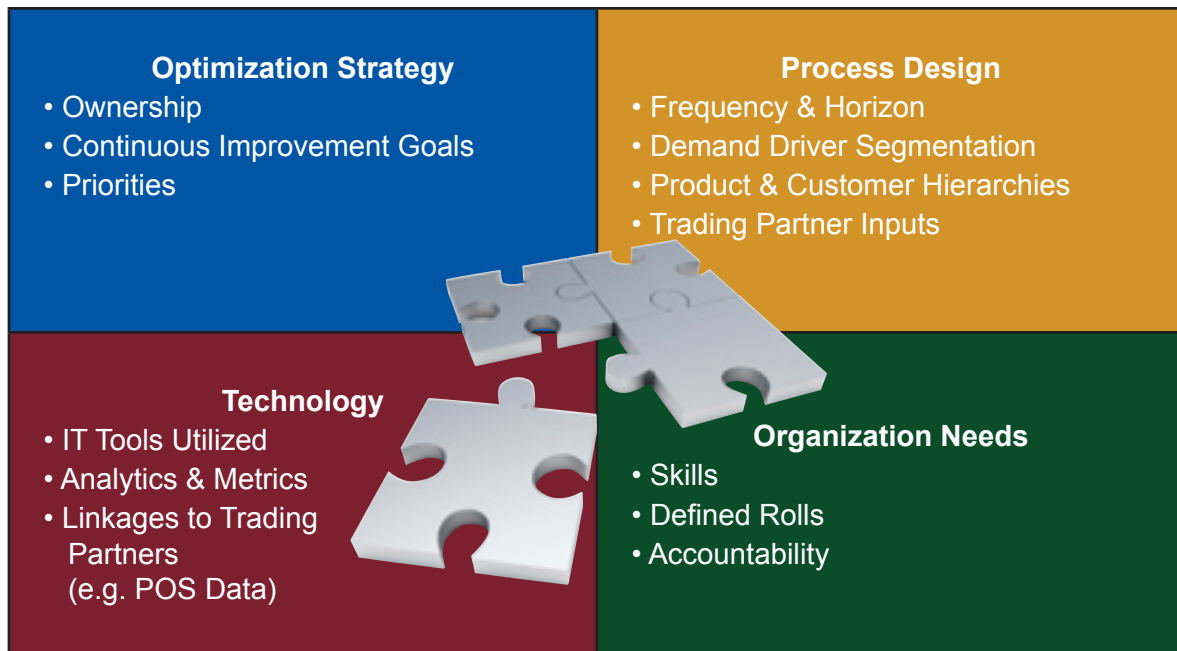 Optimization Strategy
• Ownership
• Continuous Improvement Goals
• Priorities
Process Design
• Frequency & Horizon
• Demand Driver Segmentation
• Product & Customer Hierarchies
• Trading Partner Inputs
Technology
• IT Tools Utilized
• Analytics & Metrics
• Linkages to Trading
Partners
(e.g. POS Data)
Organization Needs
• Skills
• Defined Rolls
• Accountability